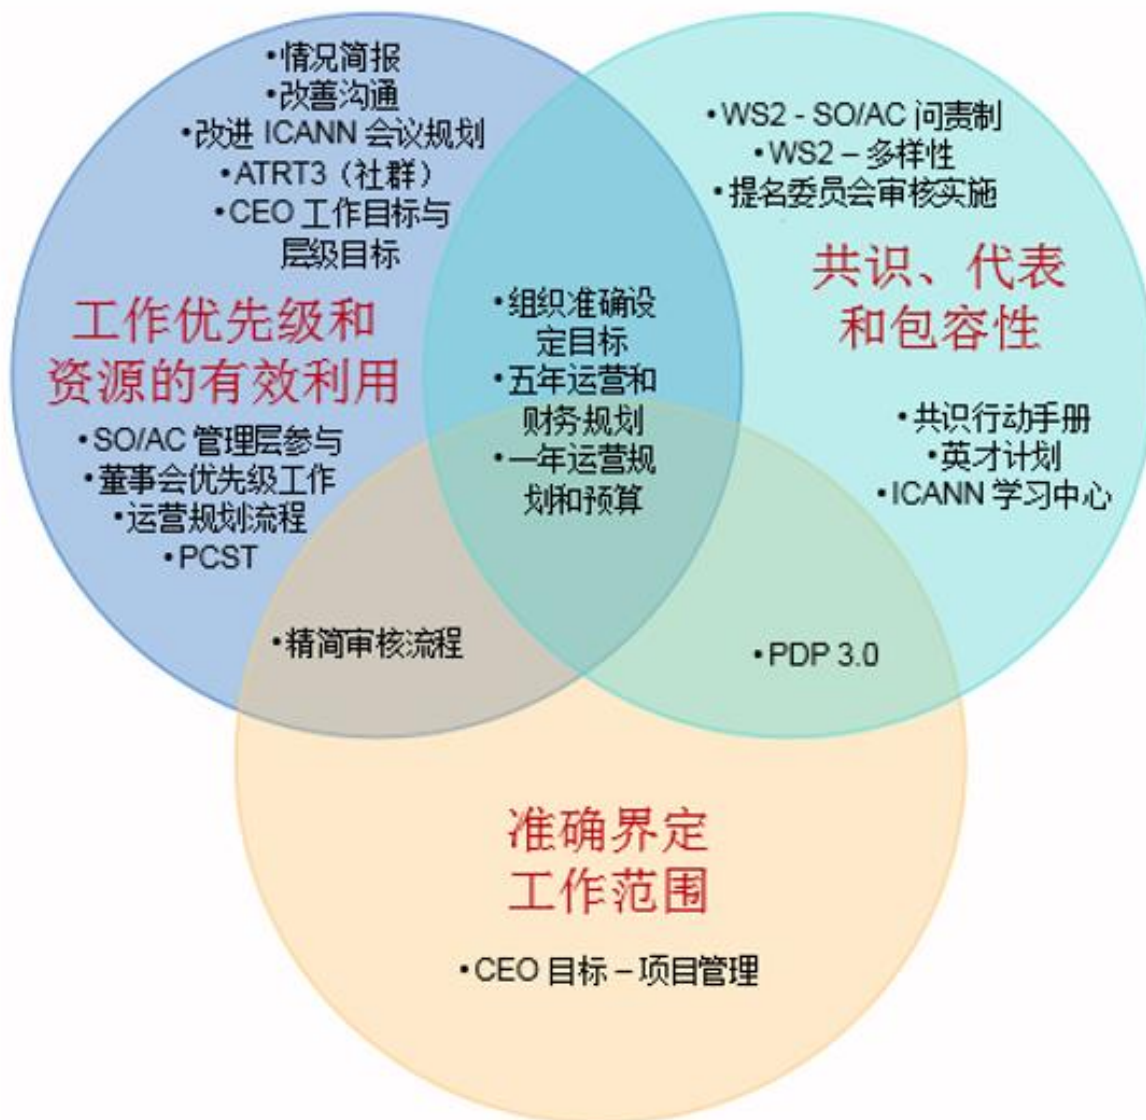 •情况简报
•改善沟通
•改进 ICANN 会议规划
•ATRT3（社群）
•CEO 工作目标与
层级目标
工作优先级和
资源的有效利用
•SO/AC 管理层参与
•董事会优先级工作
•运营规划流程
•PCST
•WS2 - SO/AC 问责制
•WS2 – 多样性
•提名委员会审核实施
共识、代表
和包容性
•共识行动手册
•英才计划
•ICANN 学习中心
•组织准确设
定目标
•五年运营和
财务规划
•一年运营规
划和预算
•精简审核流程
•PDP 3.0
准确界定
工作范围
•CEO 目标 – 项目管理